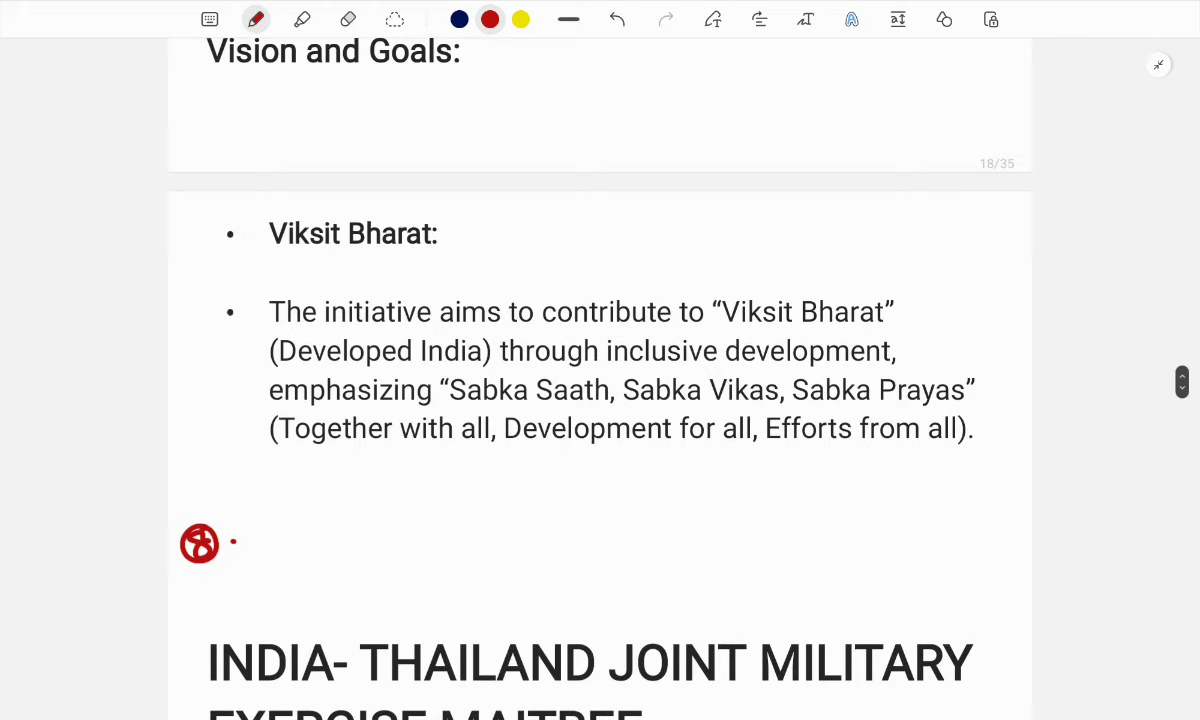 Vision and Goals:
18/35
• Viksit Bharat:
• The initiative aims to contribute to “Viksit Bharat”
(Developed India) through inclusive development,
emphasizing “Sabka Saath, Sabka Vikas, Sabka Prayas”
(Together with all, Development for all, Efforts from all).
INDIA- THAILAND JOINT MILITARY
EXERCISE MAITREE